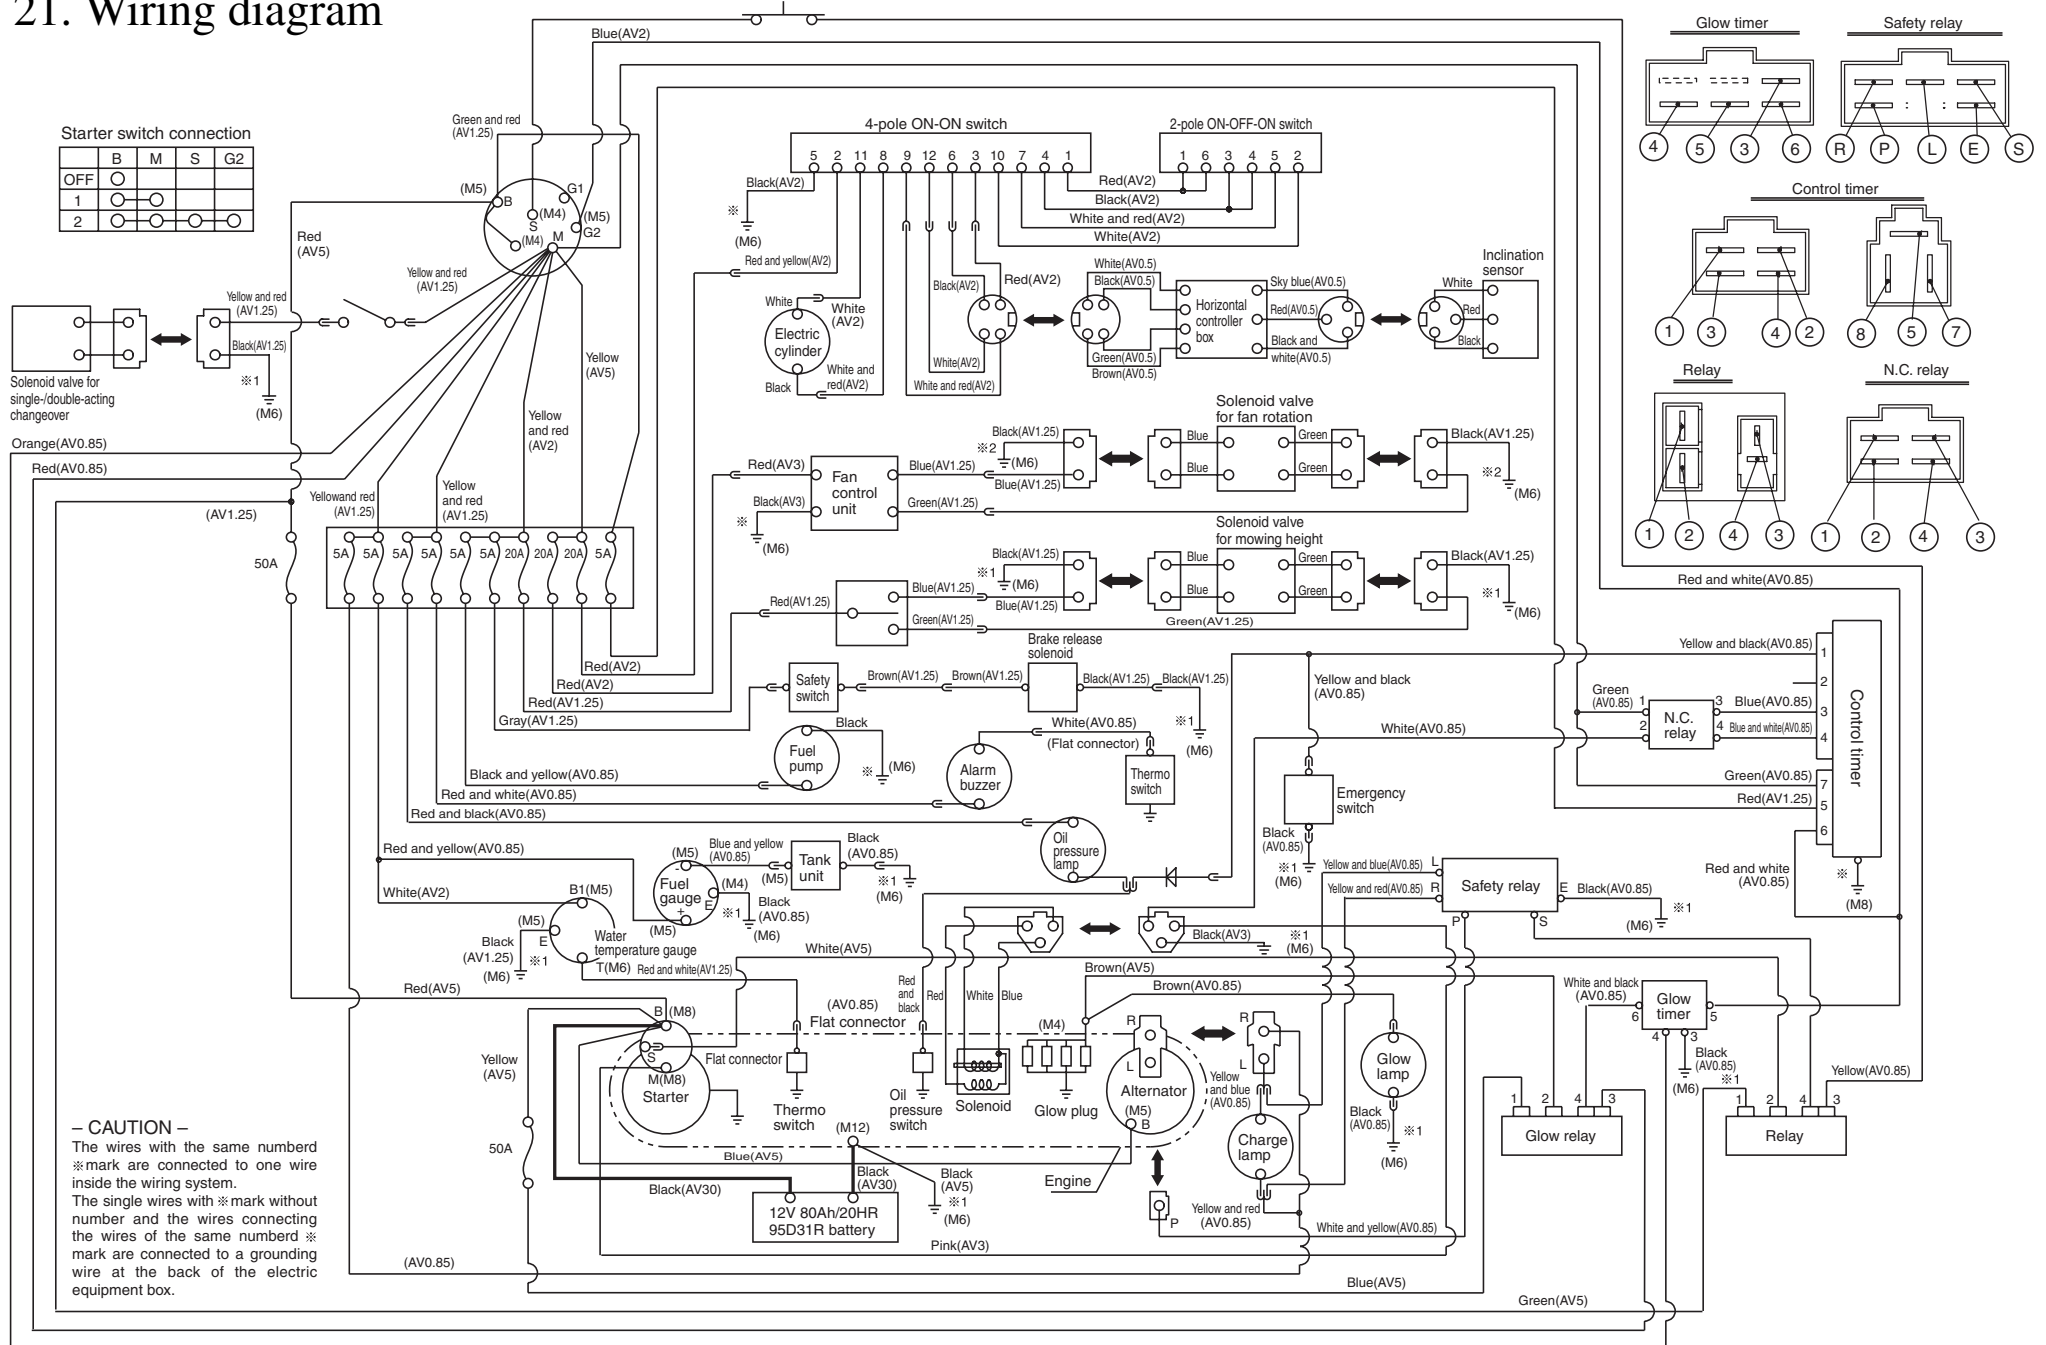 21. Wiring diagram
Blue(AV2)
Green and red
(AV1.25)
Starter switch connection
B M S G2
OFF
1
2
(M5)
B
G1
(M4)
S
(M5)
G2
(M4)
M
Red
(AV5)
Yellow and red
(AV1.25)
Yellow and red
(AV1.25)
Black(AV1.25)
※1
(M6)
Solenoid valve for
single-/double-acting
changeover
Orange(AV0.85)
Red(AV0.85)
(AV1.25)
50A
Yellowand red
(AV1.25)
Yellow
and red
(AV1.25)
Yellow
and red
(AV2)
Yellow
(AV5)
5A 5A 5A 5A 5A 5A 20A 20A 20A 5A
4-pole ON-ON switch
5 2 11 8 9 12 6 3 10 7 4 1
2-pole ON-OFF-ON switch
1 6 3 4 5 2
Black(AV2)
※
(M6)
Red(AV2)
Black(AV2)
White and red(AV2)
White(AV2)
Red and yellow(AV2)
White
White
(AV2)
Electric
cylinder
Black
White and
red(AV2)
Black(AV2)
Red(AV2)
White(AV2)
White and red(AV2)
White(AV0.5)
Black(AV0.5)
Green(AV0.5)
Brown(AV0.5)
Horizontal
controller
box
Sky blue(AV0.5)
Red(AV0.5)
Black and
white(AV0.5)
White
Red
Black
Inclination
sensor
Solenoid valve
for fan rotation
Red(AV3)
Black(AV3)
※
(M6)
Fan
control
unit
Blue(AV1.25)
Green(AV1.25)
Black(AV1.25)
※2
(M6)
Blue(AV1.25)
Blue
Blue
Green
Green
Black(AV1.25)
※2
(M6)
Solenoid valve
for mowing height
Red(AV1.25)
Blue(AV1.25)
Green(AV1.25)
Black(AV1.25)
※1
(M6)
Blue(AV1.25)
Blue
Blue
Green
Green
Green(AV1.25)
Black(AV1.25)
※1
(M6)
Red(AV2)
Red(AV2)
Red(AV1.25)
Gray(AV1.25)
Safety
switch
Brown(AV1.25)
Brown(AV1.25)
Brake release
solenoid
Black(AV1.25)
Black(AV1.25)
※1
(M6)
Fuel
pump
Black
※
(M6)
Black and yellow(AV0.85)
Red and white(AV0.85)
Red and black(AV0.85)
Alarm
buzzer
White(AV0.85)
(Flat connector)
Thermo
switch
Oil
pressure
lamp
Yellow and black
(AV0.85)
Emergency
switch
Black
(AV0.85)
※1
(M6)
White(AV0.85)
Red and yellow(AV0.85)
White(AV2)
(M5)
-
Fuel
gauge
+
E
(M5)
(M4)
※1
Black
(AV0.85)
(M6)
Blue and yellow
(AV0.85)
(M5)
Tank
unit
Black
(AV0.85)
※1
(M6)
B1(M5)
(M5)
E
Water
temperature gauge
T(M6)
Black
(AV1.25)
(M6)
※1
Red and white(AV1.25)
White(AV5)
Red(AV5)
(AV0.85)
Flat connector
Red
and
black
Red
White
Blue
Black(AV3)
※1
(M6)
Brown(AV5)
Brown(AV0.85)
B (M8)
S
M(M8)
Starter
Flat connector
Thermo
switch
Oil
pressure
switch
Solenoid
(M4)
Glow plug
R
L
Alternator
(M5)
B
R
L
Yellow
and blue
(AV0.85)
Glow
lamp
Black
(AV0.85)
※1
(M6)
Charge
lamp
Yellow and red
(AV0.85)
P
White and yellow(AV0.85)
Engine
Yellow
(AV5)
50A
(M12)
Blue(AV5)
Black(AV30)
Black
(AV30)
Black
(AV5)
※1
(M6)
12V 80Ah/20HR
95D31R battery
Pink(AV3)
(AV0.85)
Blue(AV5)
Green(AV5)
– CAUTION –
The wires with the same numberd
※mark are connected to one wire
inside the wiring system.
The single wires with ※mark without
number and the wires connecting
the wires of the same numberd ※
mark are connected to a grounding
wire at the back of the electric
equipment box.
Glow timer
4 5 3 6
Safety relay
R P L E S
Control timer
1 3 4 2
8 5 7
Relay
1 2 4 3
N.C. relay
1 2 4 3
Red and white(AV0.85)
Yellow and black(AV0.85)
Green
(AV0.85)
1
2
N.C.
relay
3
4
Blue(AV0.85)
Blue and white(AV0.85)
Green(AV0.85)
Red(AV1.25)
1
2
3
4
7
5
6
Control timer
Red and white
(AV0.85)
※
(M8)
Yellow and blue(AV0.85)
L
Yellow and red(AV0.85)
R
Safety relay
E
P
S
Black(AV0.85)
※1
(M6)
White and black
(AV0.85)
Glow
timer
6
5
4
3
Black
(AV0.85)
※1
(M6)
Yellow(AV0.85)
1 2 4 3
Glow relay
1 2 4 3
Relay